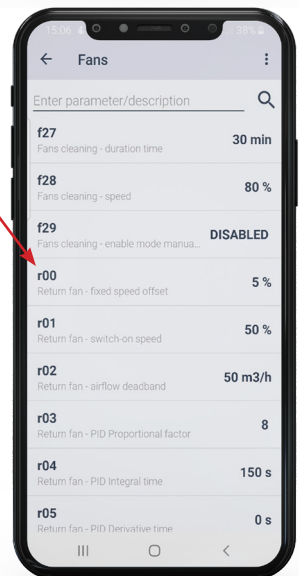 15:06
38%
Fans
Enter parameter/description
f27
Fans cleaning - duration time
30 min
f28
Fans cleaning - speed
80 %
f29
Fans cleaning - enable mode manua...
DISABLED
r00
Return fan - fixed speed offset
5 %
r01
Return fan - switch-on speed
50 %
r02
Return fan - airflow deadband
50 m3/h
r03
Return fan - PID Proportional factor
8
r04
Return fan - PID Integral time
150 s
r05
Return fan - PID Derivative time
0 s